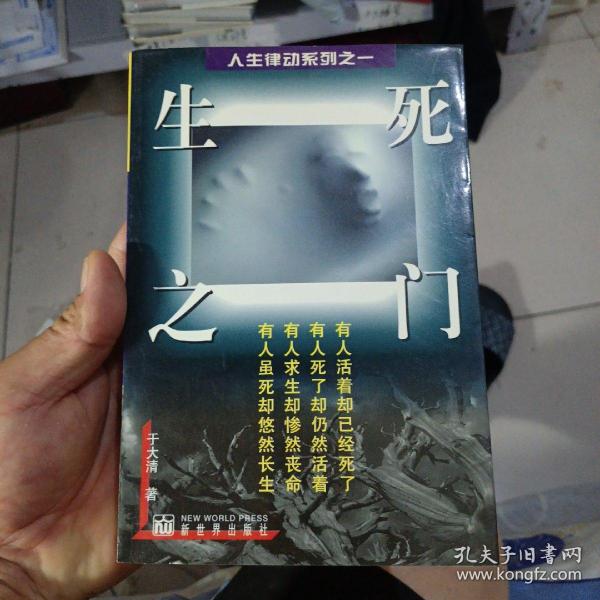 人生律动系列之一
生死
之门
有人活着却已经死了
有人死了却仍然活着
有人求生却惨然丧命
有人虽死却悠然长生
于大清 著
NEW WORLD PRESS
新世界出版社
孔夫子旧书网
www.kongfz.com